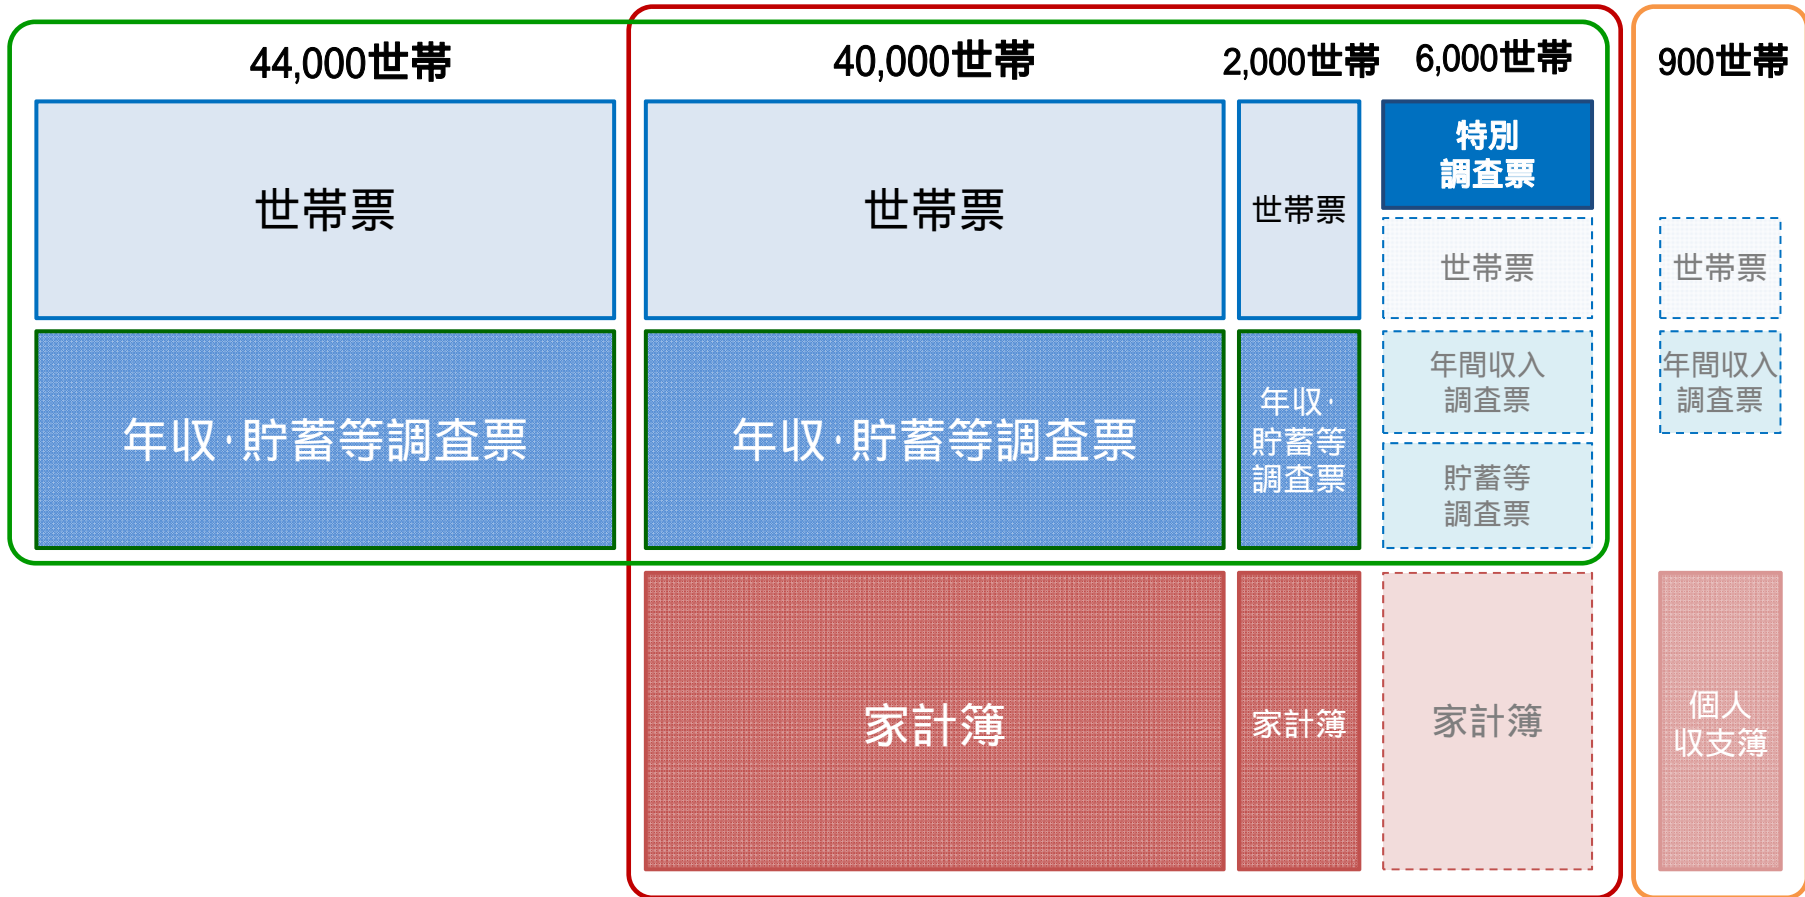 44,000世帯
40,000世帯
2,000世帯
6,000世帯
900世帯
世帯票
世帯票
世帯票
特別
調査票
世帯票
世帯票
年収・貯蓄等調査票
年収・貯蓄等調査票
年収・
貯蓄等
調査票
年間収入
調査票
貯蓄等
調査票
年間収入
調査票
家計簿
家計簿
家計簿
個人
収支簿